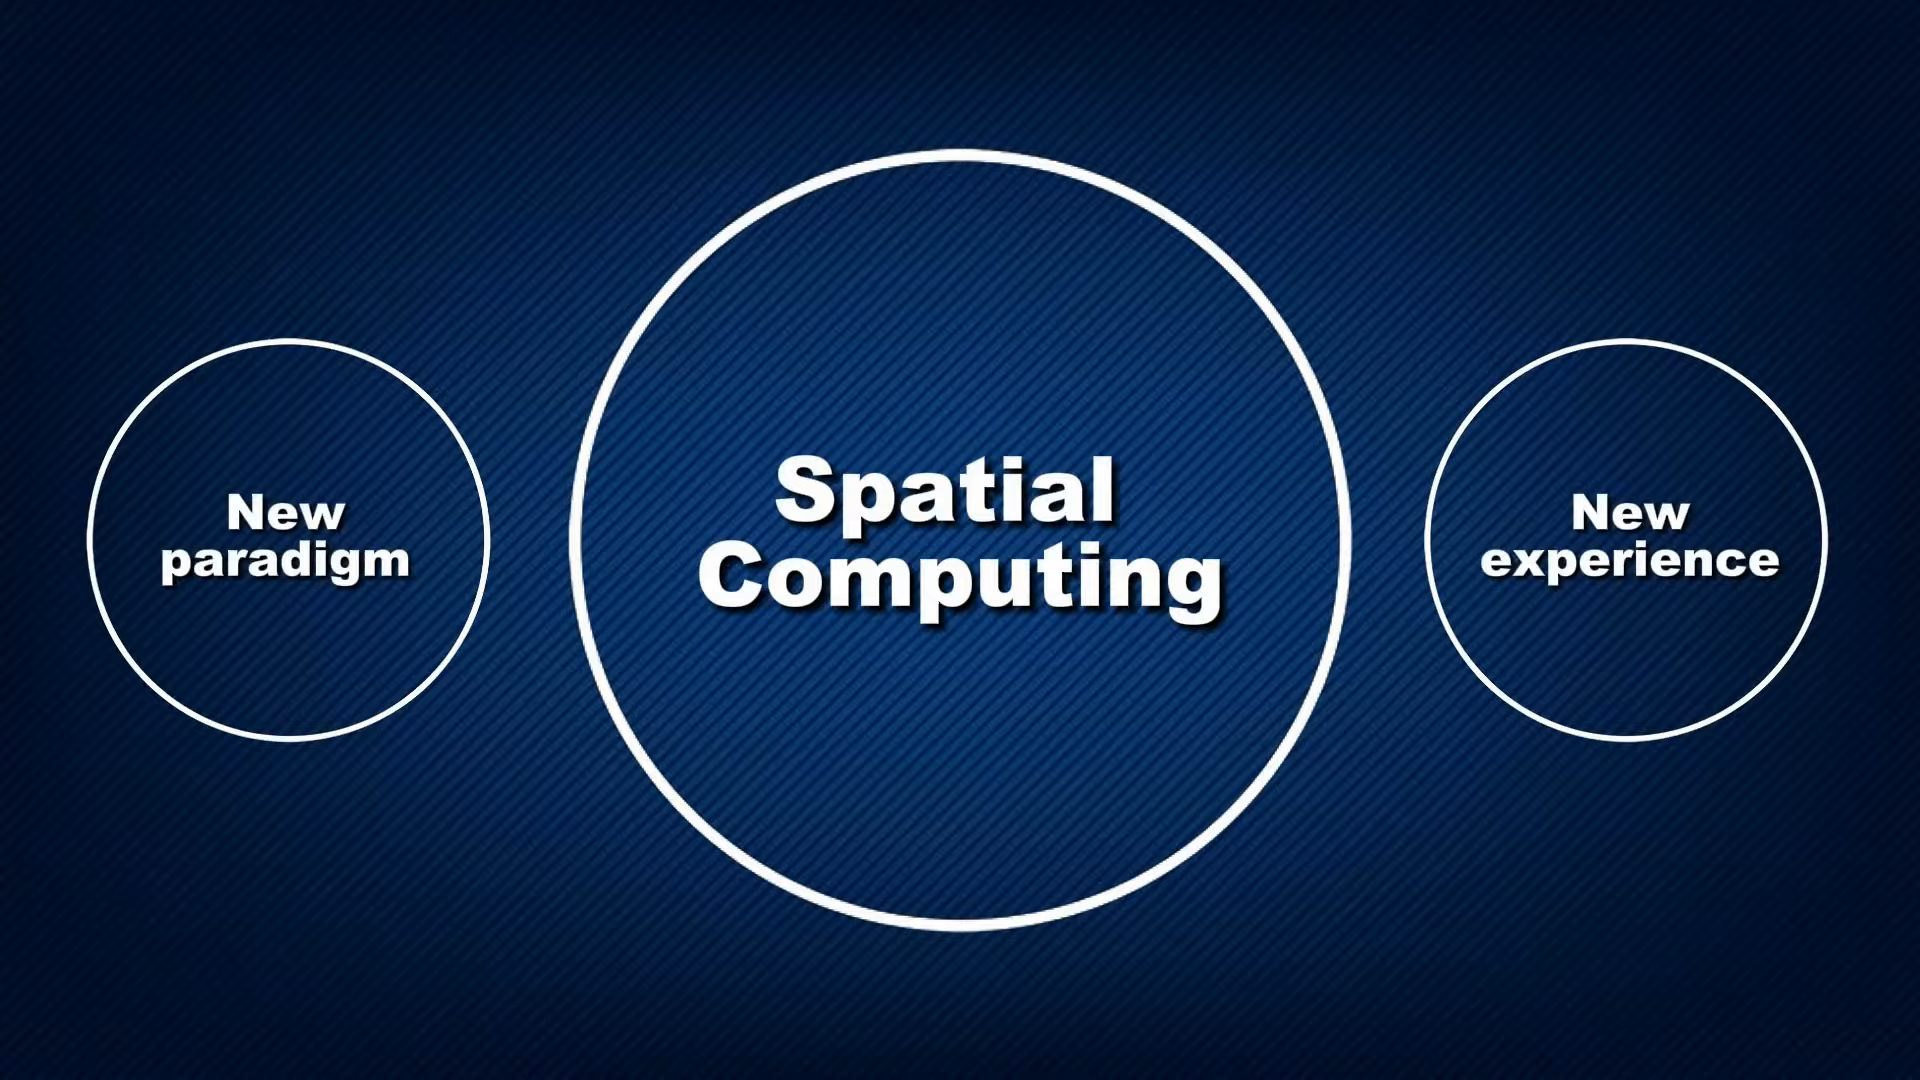 New
paradigm
Spatial
Computing
New
experience